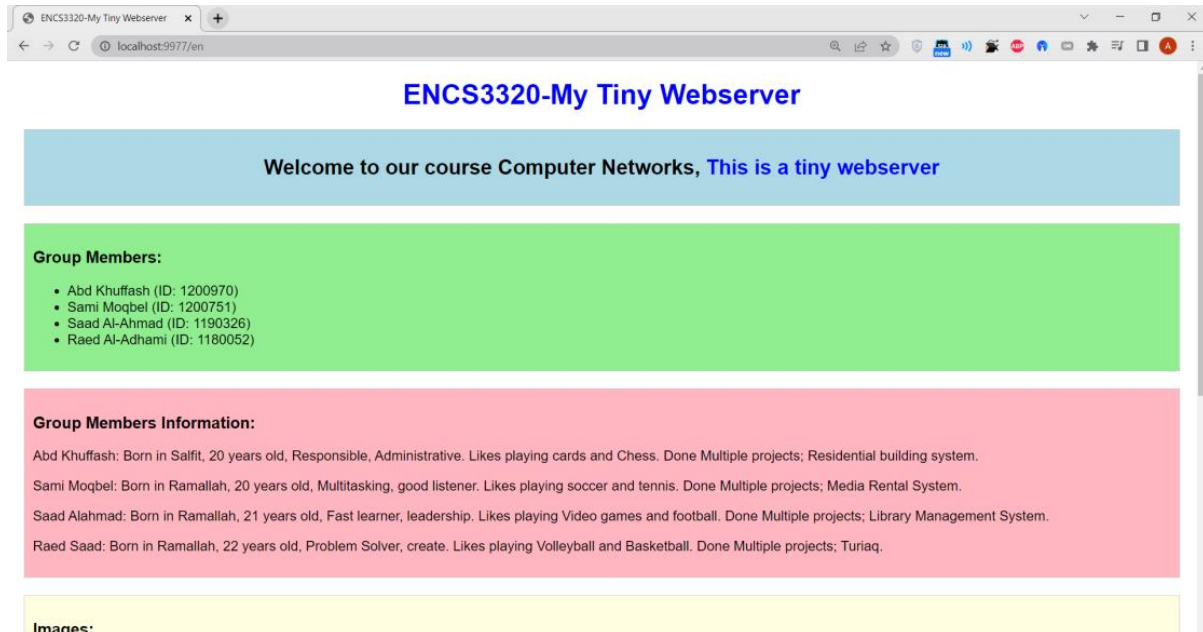 ENCS3320-My Tiny Webserver
localhost:9977/en
ABP
new
A
ENCS3320-My Tiny Webserver
Welcome to our course Computer Networks, This is a tiny webserver
Group Members:
• Abd Khuffash (ID: 1200970)
• Sami Moqbel (ID: 1200751)
• Saad Al-Ahmad (ID: 1190326)
• Raed Al-Adhami (ID: 1180052)
Group Members Information:
Abd Khuffash: Born in Salfit, 20 years old, Responsible, Administrative. Likes playing cards and Chess. Done Multiple projects; Residential building system.
Sami Moqbel: Born in Ramallah, 20 years old, Multitasking, good listener. Likes playing soccer and tennis. Done Multiple projects; Media Rental System.
Saad Alahmad: Born in Ramallah, 21 years old, Fast learner, leadership. Likes playing Video games and football. Done Multiple projects; Library Management System.
Raed Saad: Born in Ramallah, 22 years old, Problem Solver, create. Likes playing Volleyball and Basketball. Done Multiple projects; Turiaq.
Images: